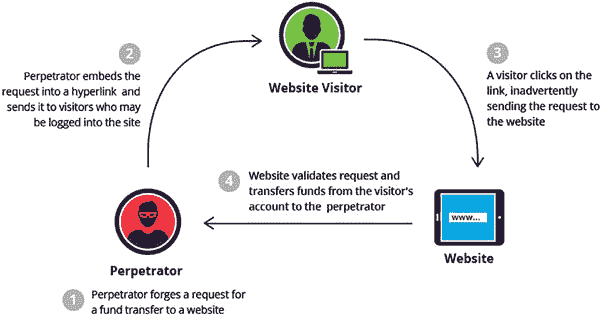 2
Perpetrator embeds the
request into a hyperlink and
sends it to visitors who may
be logged into the site
Website Visitor
3
A visitor clicks on the
link, inadvertently
sending the request to
the website
4
Website validates request and
transfers funds from the visitor's
account to the perpetrator
www...
Perpetrator
Website
1
Perpetrator forges a request for
a fund transfer to a website